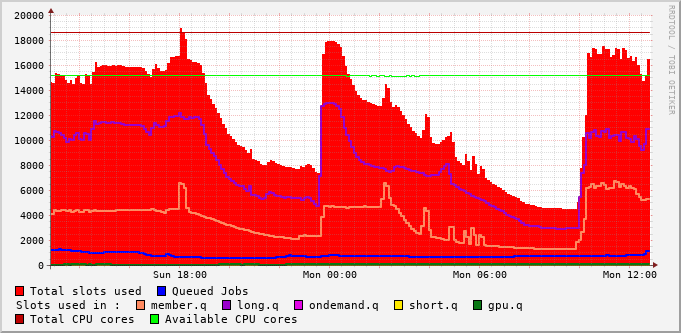 RRDTOOL / TOBI OETIKER
20000
18000
16000
14000
12000
10000
8000
6000
4000
2000
0
Sun 18:00 Mon 00:00 Mon 06:00 Mon 12:00
Total slots used Queued Jobs
Slots used in : member.q long.q ondemand.q short.q gpu.q
Total CPU cores Available CPU cores